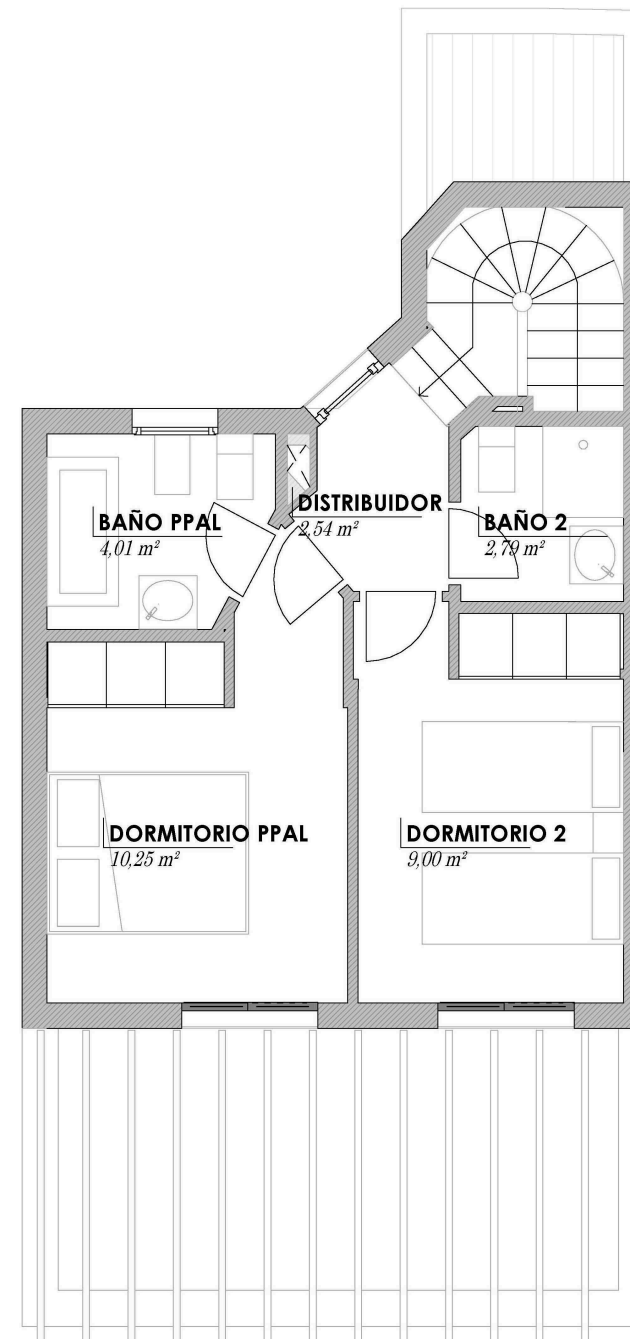 DISTRIBUIDOR
2,54 m²
BAÑO PPAL
4,01 m²
BAÑO 2
2,79 m²
DORMITORIO PPAL
10,25 m²
DORMITORIO 2
9,00 m²